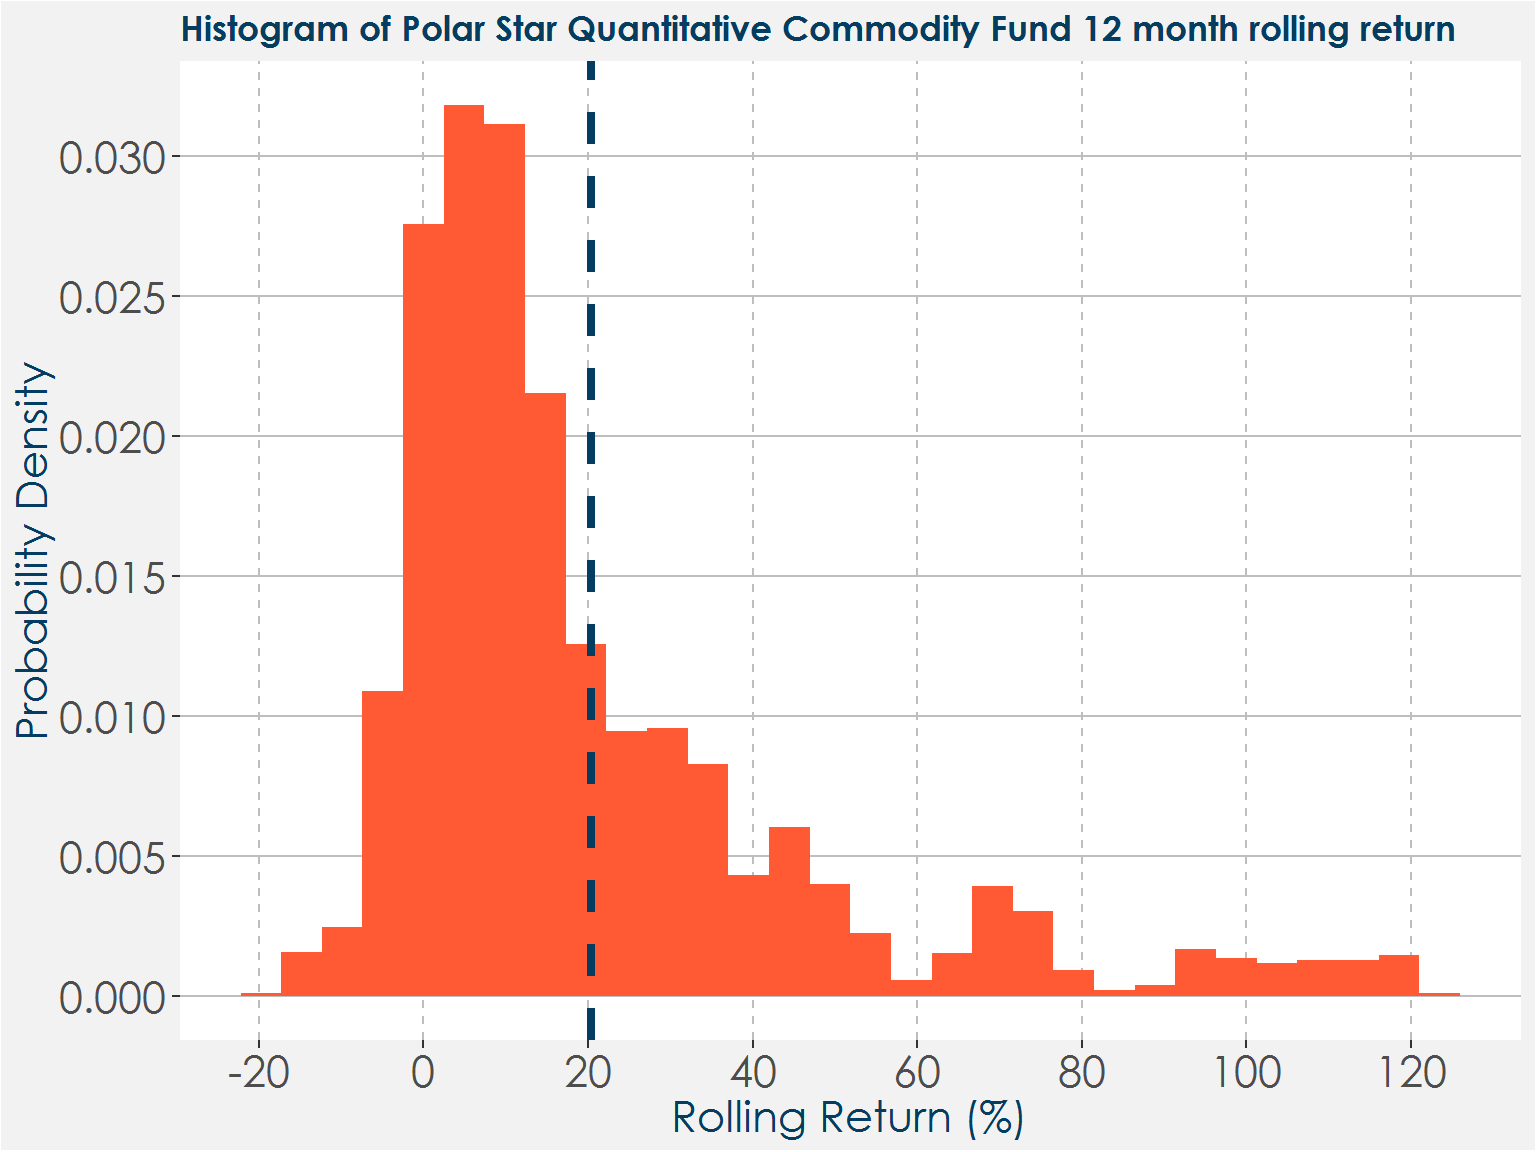 Histogram of Polar Star Quantitative Commodity Fund 12 month rolling return
Probability Density
0.030
0.025
0.020
0.015
0.010
0.005
0.000
-20 0 20 40 60 80 100 120
Rolling Return (%)